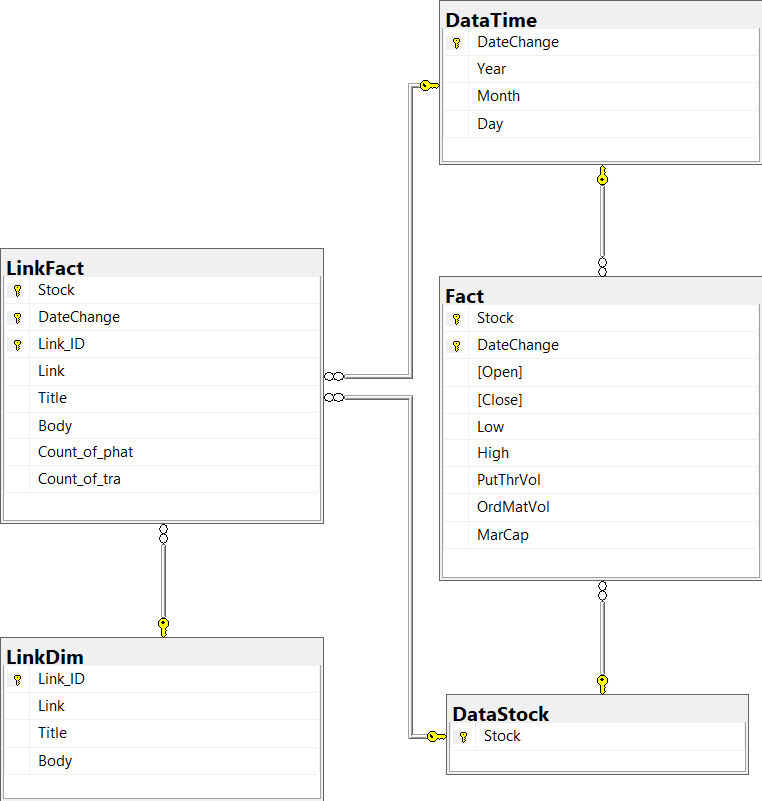 DataTime
DateChange
Year
Month
Day
LinkFact
Stock
DateChange
Link_ID
Link
Title
Body
Count_of_phat
Count_of_tra
Fact
Stock
DateChange
[Open]
[Close]
Low
High
PutThrVol
OrdMatVol
MarCap
LinkDim
Link_ID
Link
Title
Body
DataStock
Stock